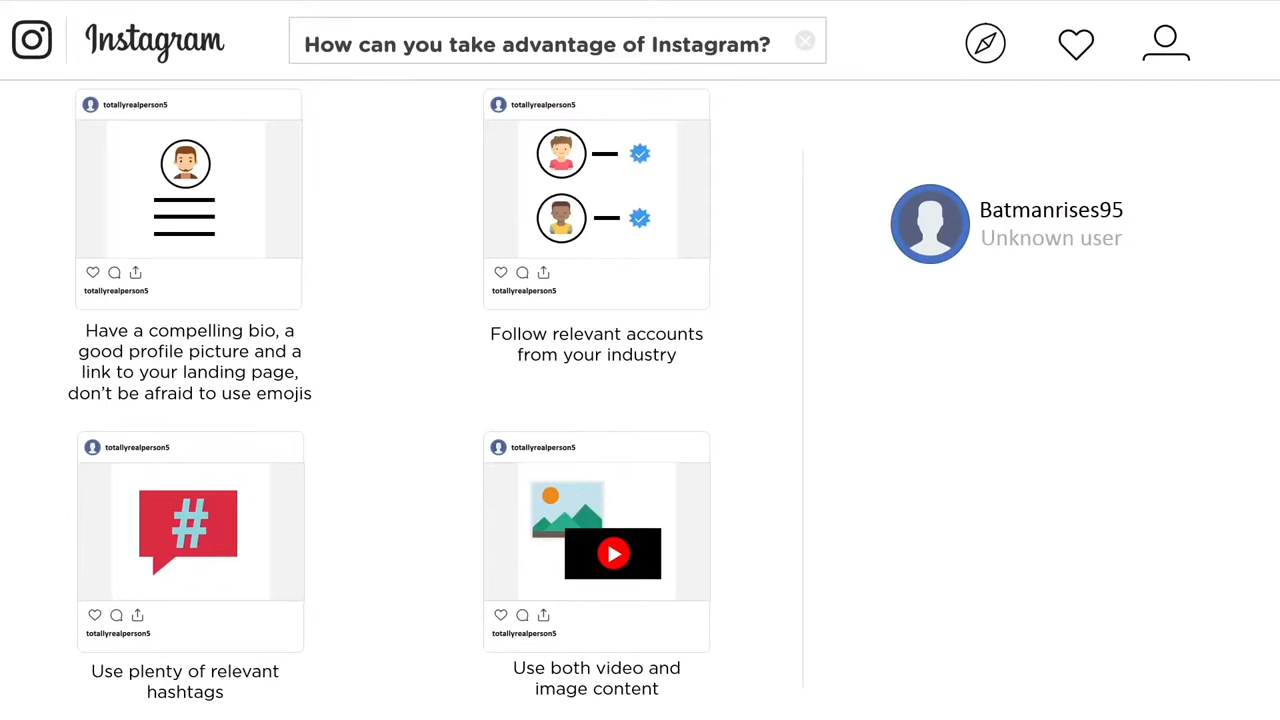 Instagram
How can you take advantage of Instagram?
totallyrealperson5
totallyrealperson5
Have a compelling bio, a
good profile picture and a
link to your landing page,
don't be afraid to use emojis
totallyrealperson5
totallyrealperson5
Follow relevant accounts
from your industry
totallyrealperson5
#
totallyrealperson5
Use plenty of relevant
hashtags
totallyrealperson5
totallyrealperson5
Use both video and
image content
Batmanrises95
Unknown user